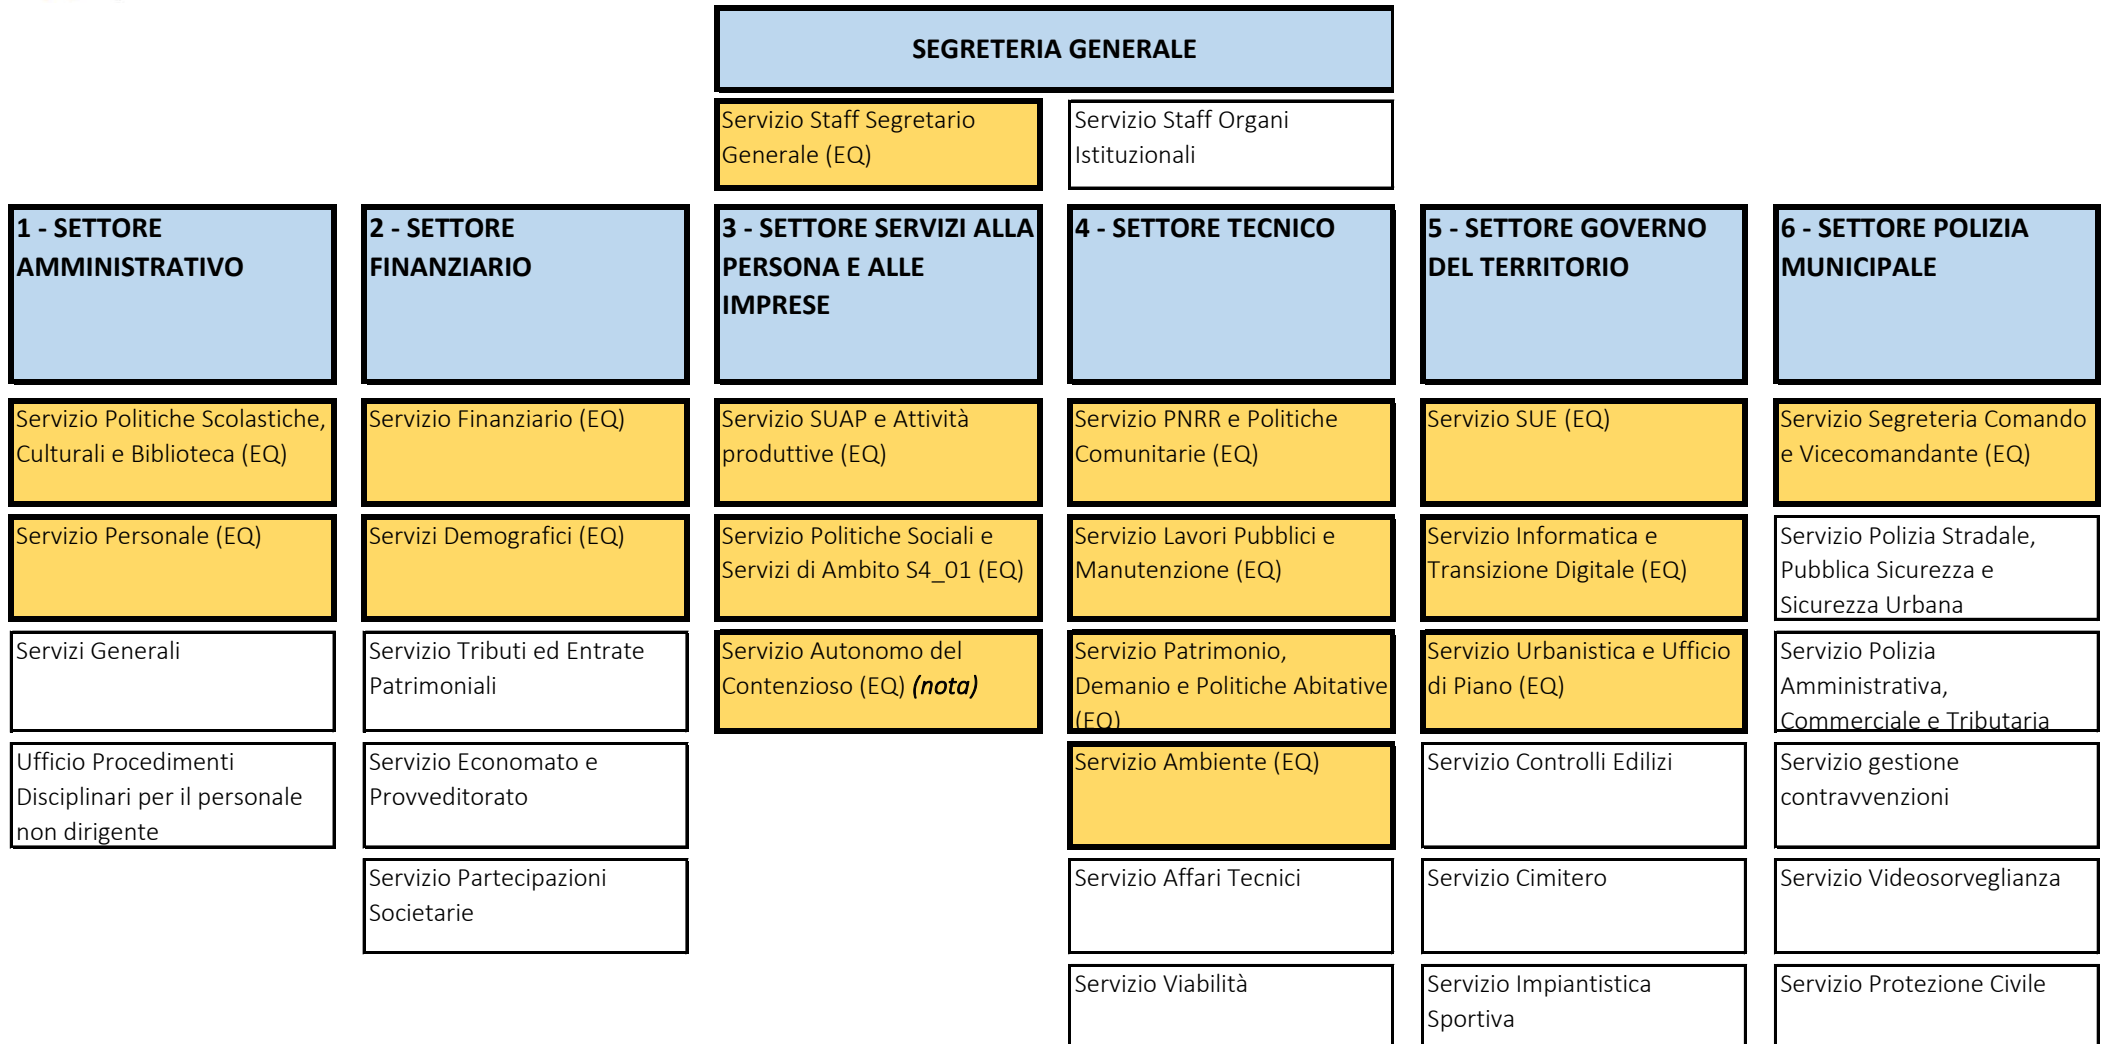 SEGRETERIA GENERALE
Servizio Staff Segretario
Generale (EQ)
Servizio Staff Organi
Istituzionali
1 - SETTORE
AMMINISTRATIVO
2 - SETTORE
FINANZIARIO
3 - SETTORE SERVIZI ALLA
PERSONA E ALLE
IMPRESE
4 - SETTORE TECNICO
5 - SETTORE GOVERNO
DEL TERRITORIO
6 - SETTORE POLIZIA
MUNICIPALE
Servizio Politiche Scolastiche,
Culturali e Biblioteca (EQ)
Servizio Finanziario (EQ)
Servizio SUAP e Attività
produttive (EQ)
Servizio PNRR e Politiche
Comunitarie (EQ)
Servizio SUE (EQ)
Servizio Segreteria Comando
e Vicecomandante (EQ)
Servizio Personale (EQ)
Servizi Demografici (EQ)
Servizio Politiche Sociali e
Servizi di Ambito S4_01 (EQ)
Servizio Lavori Pubblici e
Manutenzione (EQ)
Servizio Informatica e
Transizione Digitale (EQ)
Servizio Polizia Stradale,
Pubblica Sicurezza e
Sicurezza Urbana
Servizi Generali
Servizio Tributi ed Entrate
Patrimoniali
Servizio Autonomo del
Contenzioso (EQ) (nota)
Servizio Patrimonio,
Demanio e Politiche Abitative
(EQ)
Servizio Urbanistica e Ufficio
di Piano (EQ)
Servizio Polizia
Amministrativa,
Commerciale e Tributaria
Ufficio Procedimenti
Disciplinari per il personale
non dirigente
Servizio Economato e
Provveditorato
Servizio Ambiente (EQ)
Servizio Controlli Edilizi
Servizio gestione
contravvenzioni
Servizio Partecipazioni
Societarie
Servizio Affari Tecnici
Servizio Cimitero
Servizio Videosorveglianza
Servizio Viabilità
Servizio Impiantistica
Sportiva
Servizio Protezione Civile